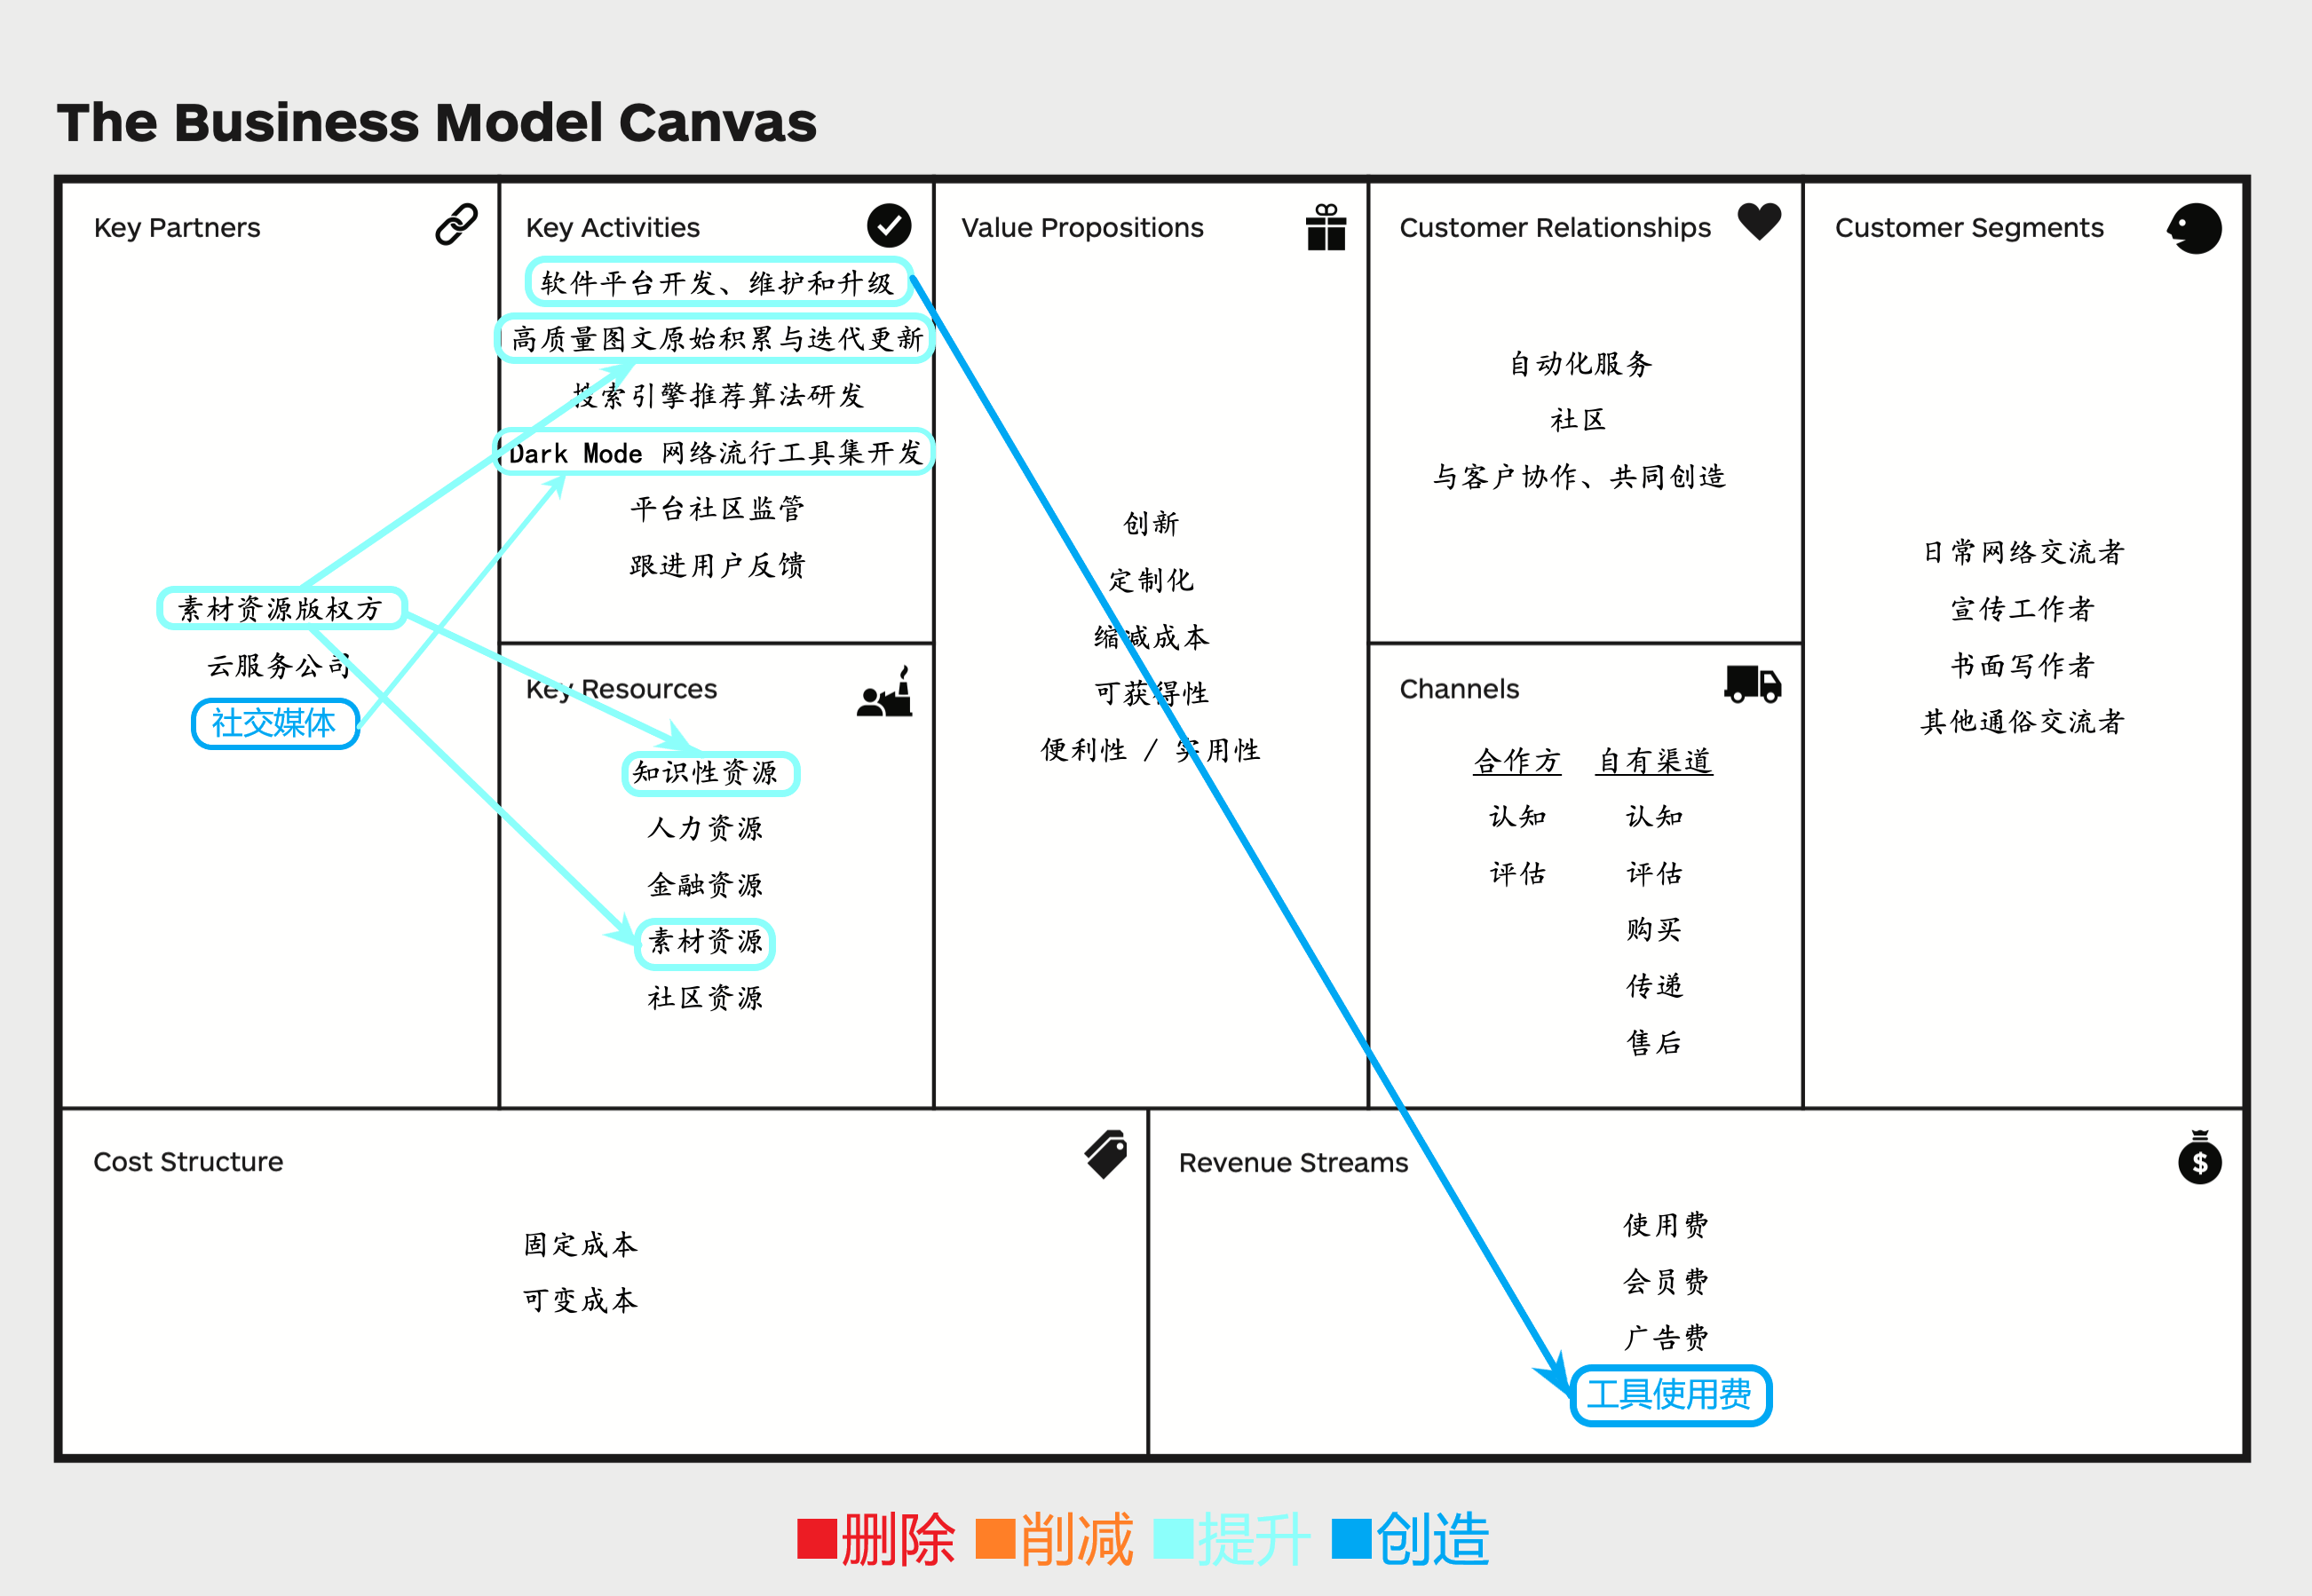 The Business Model Canvas
Key Partners
素材资源版权方
云服务公司
社交媒体
Key Activities
软件平台开发、维护和升级
高质量图文原始积累与迭代更新
搜索引擎推荐算法研发
Dark Mode 网络流行工具集开发
平台社区监管
跟进用户反馈
Key Resources
知识性资源
人力资源
金融资源
素材资源
社区资源
Value Propositions
创新
定制化
缩减成本
可获得性
便利性 / 实用性
Customer Relationships
自动化服务
社区
与客户协作、共同创造
Channels
合作方 自有渠道
认知 认知
评估 评估
购买
传递
售后
Customer Segments
日常网络交流者
宣传工作者
书面写作者
其他通俗交流者
Cost Structure
固定成本
可变成本
Revenue Streams
$
使用费
会员费
广告费
工具使用费
删除 削减 提升 创造